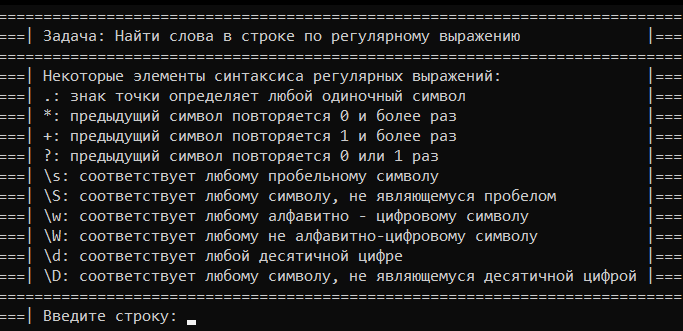 ===========================================================================
===| Задача: Найти слова в строке по регулярному выражению              |===
===========================================================================
===| Некоторые элементы синтаксиса регулярных выражений:                |===
===| .: знак точки определяет любой одиночный символ                    |===
===| *: предыдущий символ повторяется 0 и более раз                     |===
===| +: предыдущий символ повторяется 1 и более раз                     |===
===| ?: предыдущий символ повторяется 0 или 1 раз                       |===
===| \s: соответствует любому пробельному символу                       |===
===| \S: соответствует любому символу, не являющемуся пробелом          |===
===| \w: соответствует любому алфавитно - цифровому символу             |===
===| \W: соответствует любому не алфавитно-цифровому символу            |===
===| \d: соответствует любой десятичной цифре                           |===
===| \D: соответствует любому символу, не являющемуся десятичной цифрой |===
===========================================================================
===| Введите строку: _